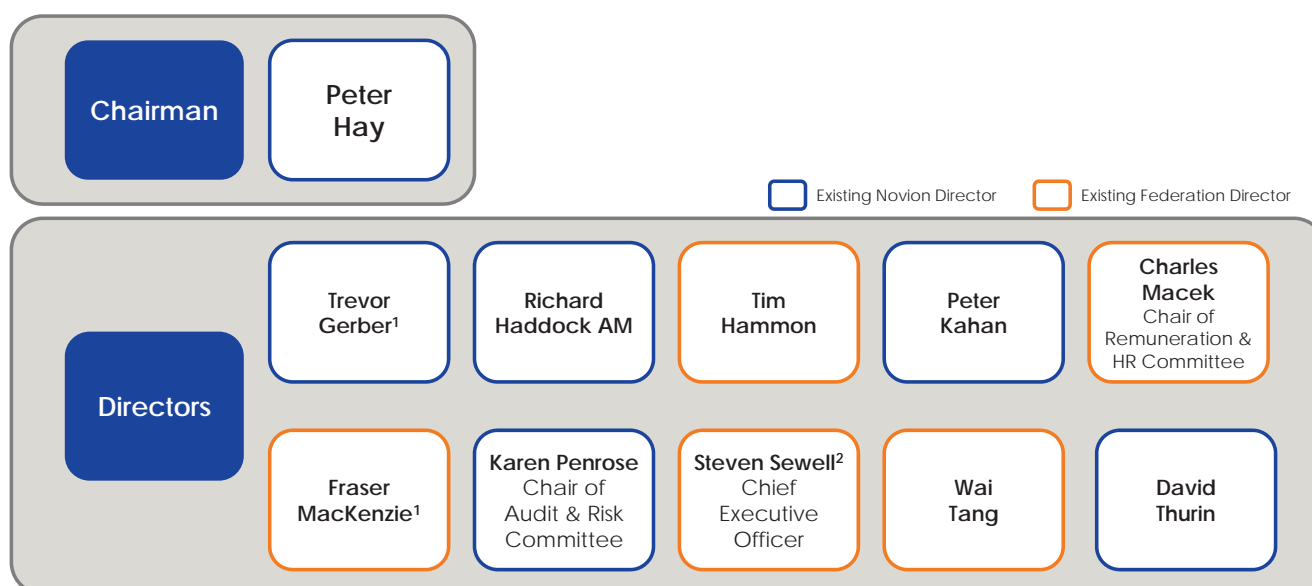 Chairman
Peter
Hay
Existing Novion Director
Existing Federation Director
Directors
Trevor
Gerber¹
Richard
Haddock AM
Tim
Hammon
Peter
Kahan
Charles
Macek
Chair of
Remuneration &
HR Committee
Fraser
MacKenzie¹
Karen Penrose
Chair of
Audit & Risk
Committee
Steven Sewell²
Chief
Executive
Officer
Wai
Tang
David
Thurin